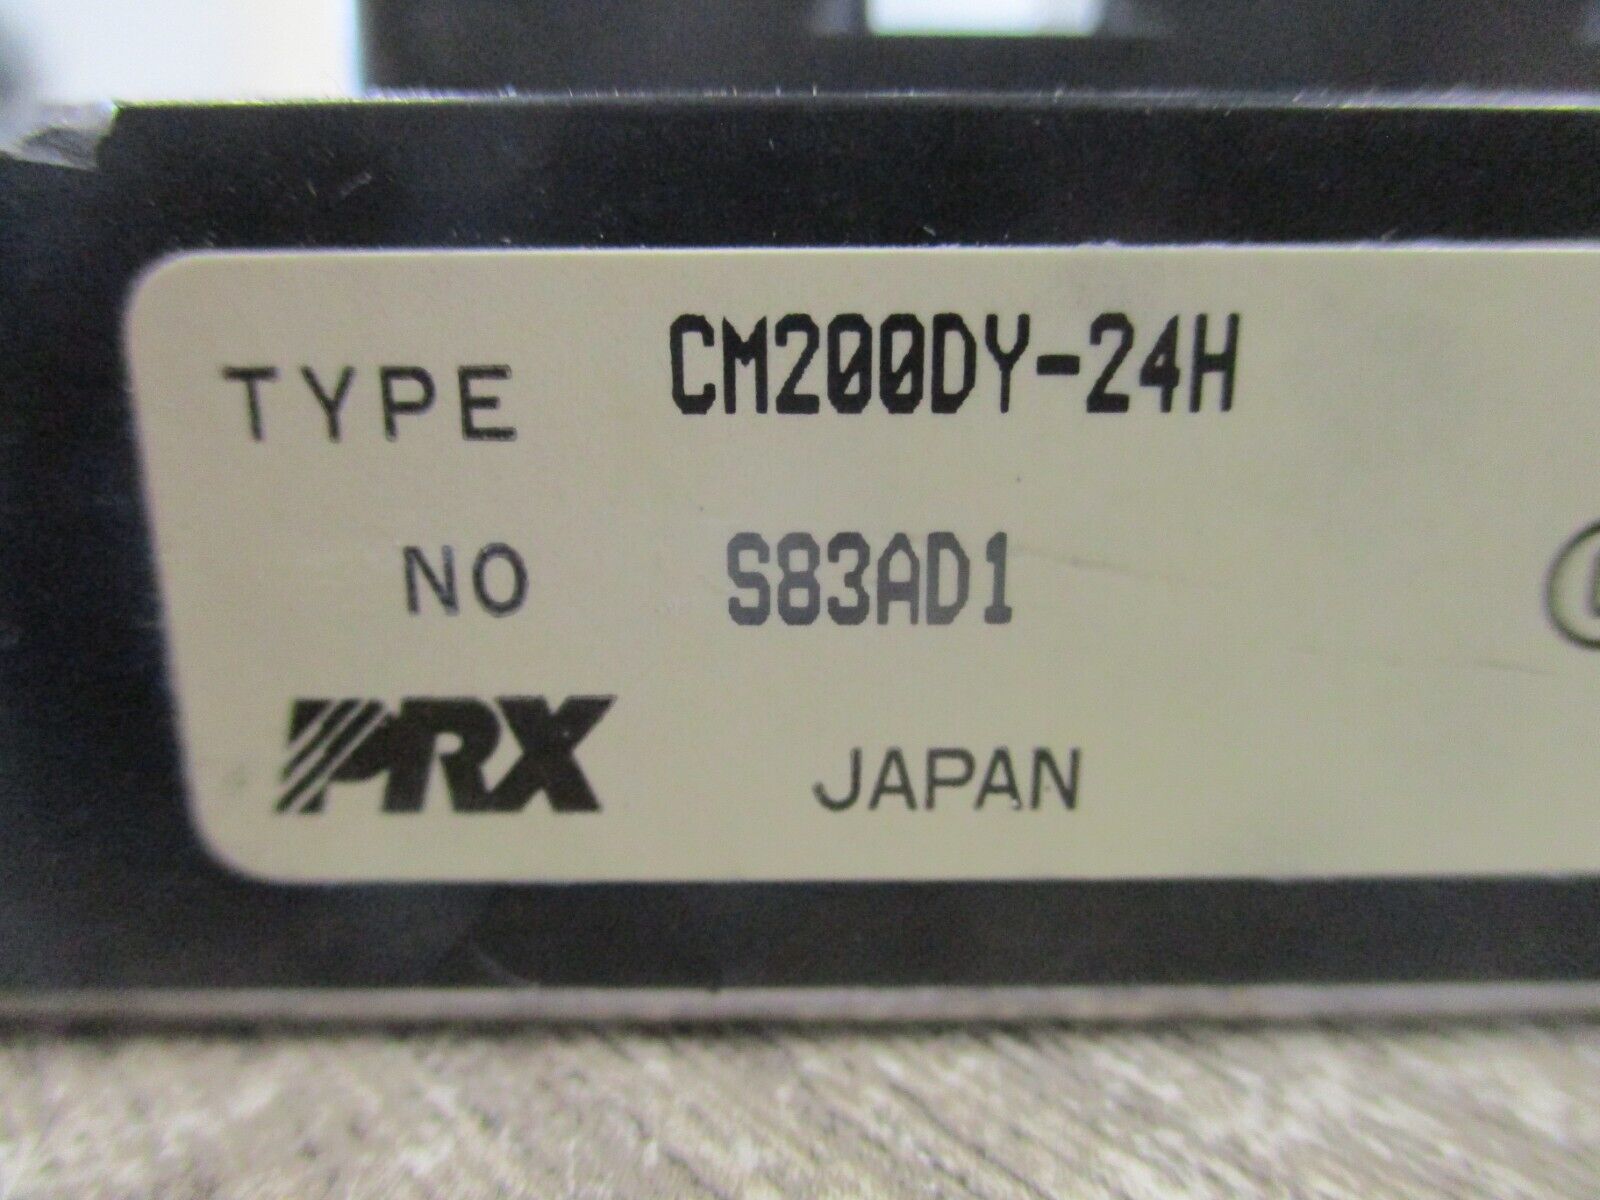 TYPE CM200DY-24H
NO S83AD1
PRX JAPAN